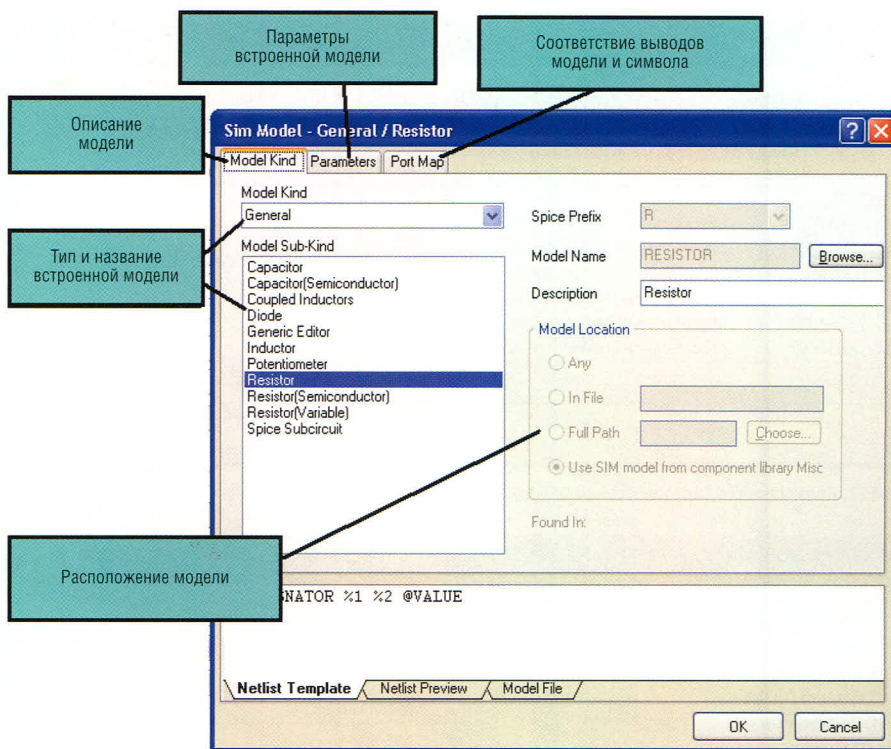 Параметры
встроенной модели
Соответствие выводов
модели и символа
Описание
модели
Sim Model - General / Resistor
Model Kind
Parameters
Port Map
Model Kind
General
Spice Prefix
R
Тип и название
встроенной модели
Model Sub-Kind
Capacitor
Capacitor(Semiconductor)
Coupled Inductors
Diode
Generic Editor
Inductor
Potentiometer
Resistor
Resistor(Semiconductor)
Resistor(Variable)
Spice Subcircuit
Model Name
RESISTOR
Browse...
Description
Resistor
Model Location
Any
In File
Full Path
Choose...
Use SIM model from component library Misc
Found In:
Расположение модели
GNATOR %1 %2 @VALUE
Netlist Template
Netlist Preview
Model File
OK
Cancel